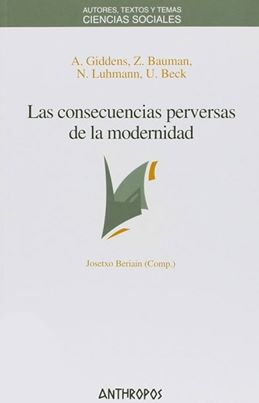 AUTORES, TEXTOS Y TEMAS
CIENCIAS SOCIALES
A. Giddens, Z. Bauman,
N. Luhmann, U. Beck
Las consecuencias perversas
de la modernidad
Josetxo Beriain (Comp.)
ANTHROPOS